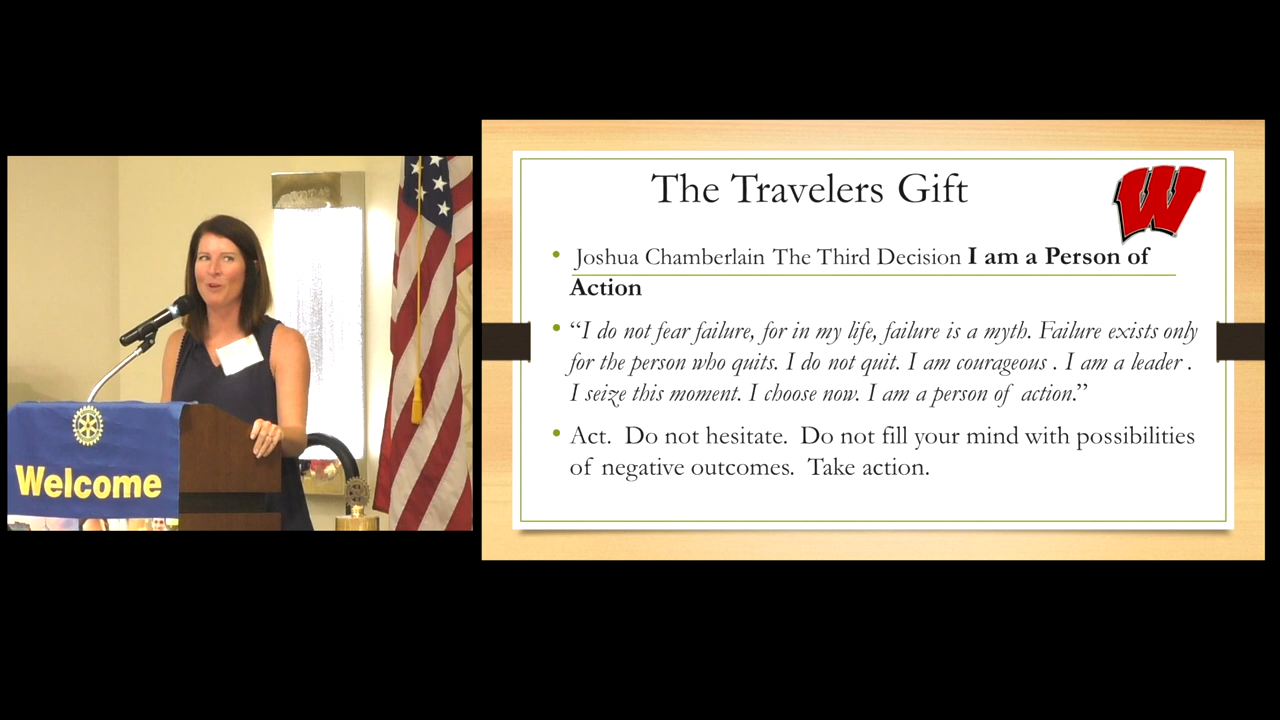 Welcome
The Travelers Gift
W
• Joshua Chamberlain The Third Decision I am a Person of
Action
• “I do not fear failure, for in my life, failure is a myth. Failure exists only
for the person who quits. I do not quit. I am courageous . I am a leader .
I seize this moment. I choose now. I am a person of action.”
• Act. Do not hesitate. Do not fill your mind with possibilities
of negative outcomes. Take action.